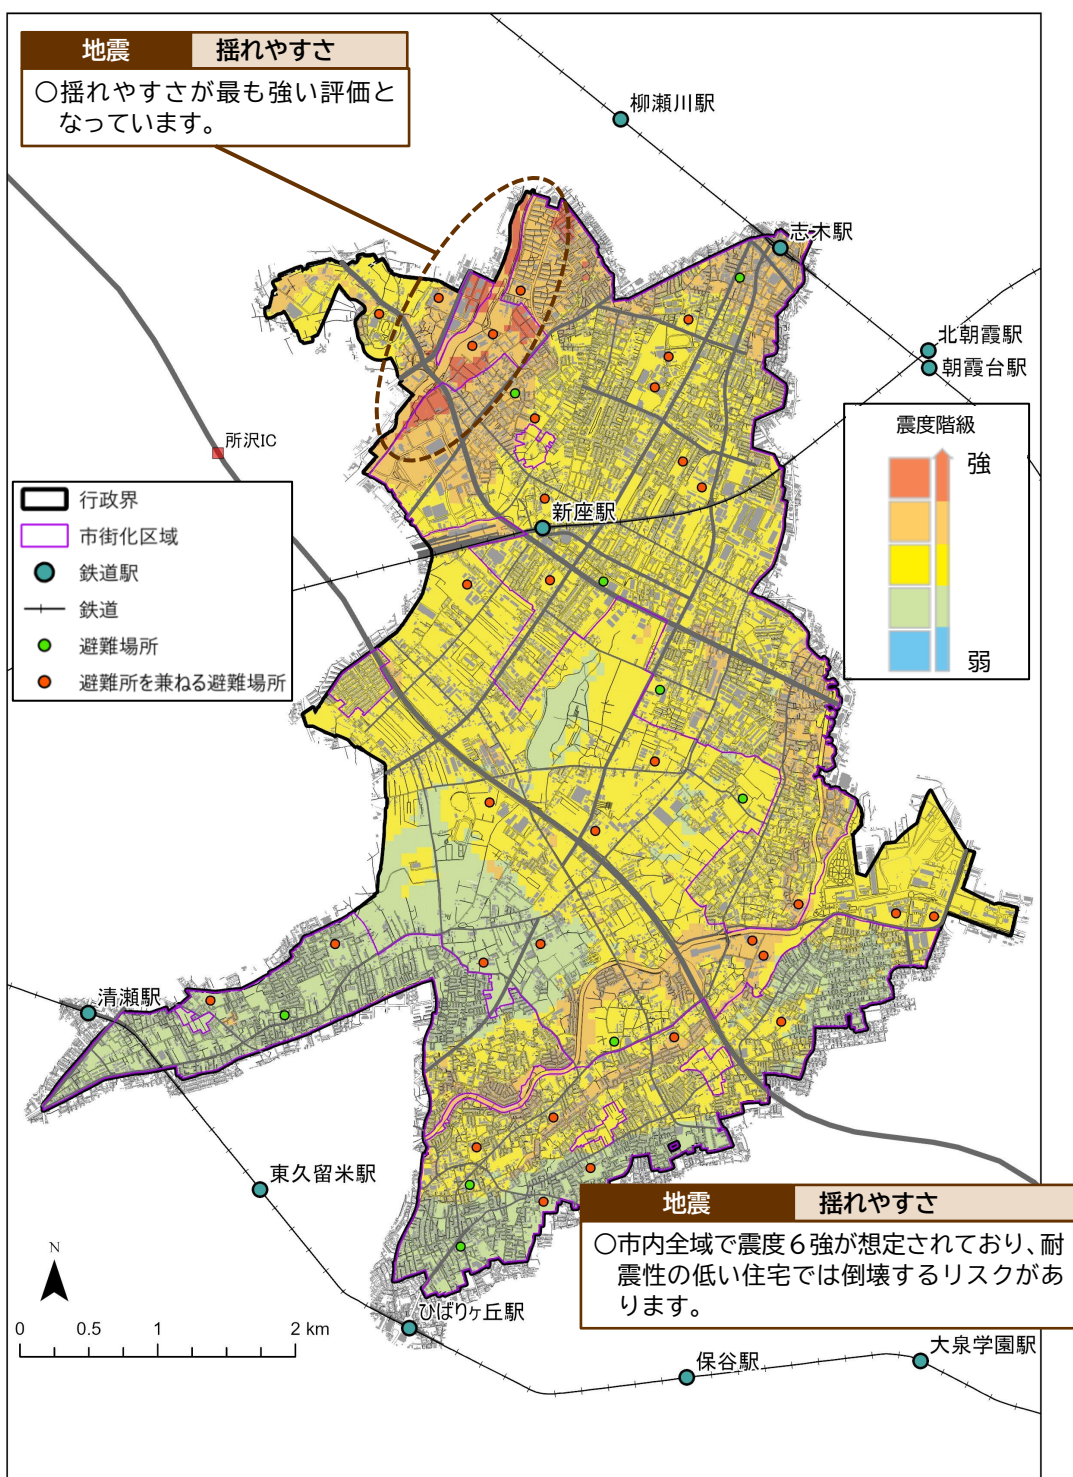 地震 揺れやすさ
○揺れやすさが最も強い評価と
なっています。
柳瀬川駅
志木駅
北朝霞駅
朝霞台駅
所沢IC
震度階級
強
弱
行政界
市街化区域
鉄道駅
鉄道
避難場所
避難所を兼ねる避難場所
新座駅
清瀬駅
東久留米駅
地震 揺れやすさ
○市内全域で震度６強が想定されており、耐
震性の低い住宅では倒壊するリスクがあ
ります。
N
0 0.5 1 2 km
ひばりヶ丘駅
保谷駅
大泉学園駅